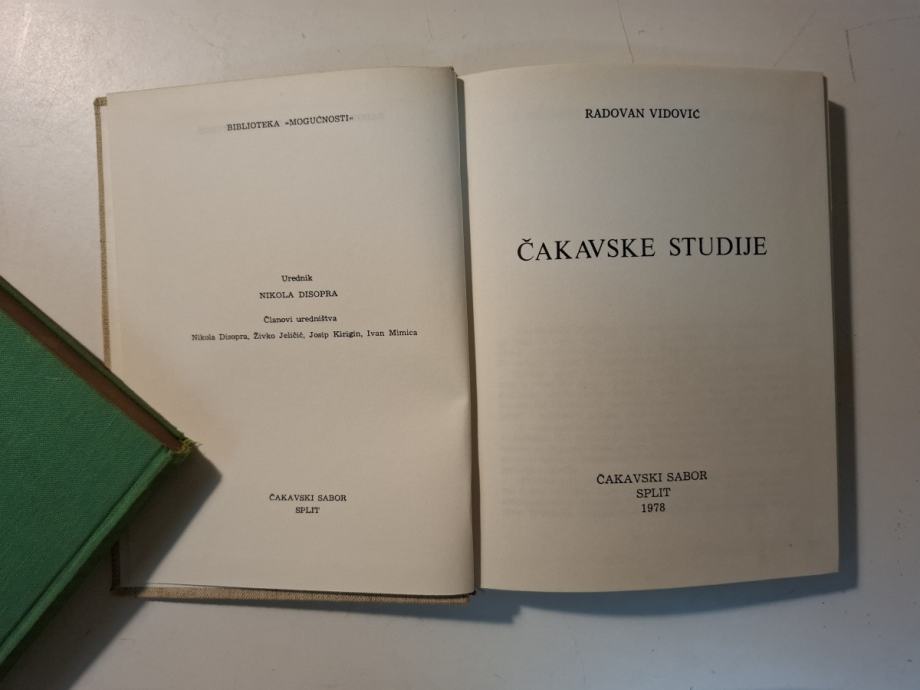 BIBLIOTEKA »MOGUĆNOSTI«
Urednik
NIKOLA DISOPRA
Članovi uredništva
Nikola Disopra, Živko Jeličić, Josip Kirigin, Ivan Mimica
ČAKAVSKI SABOR
SPLIT
RADOVAN VIDOVIĆ
ČAKAVSKE STUDIJE
ČAKAVSKI SABOR
SPLIT
1978